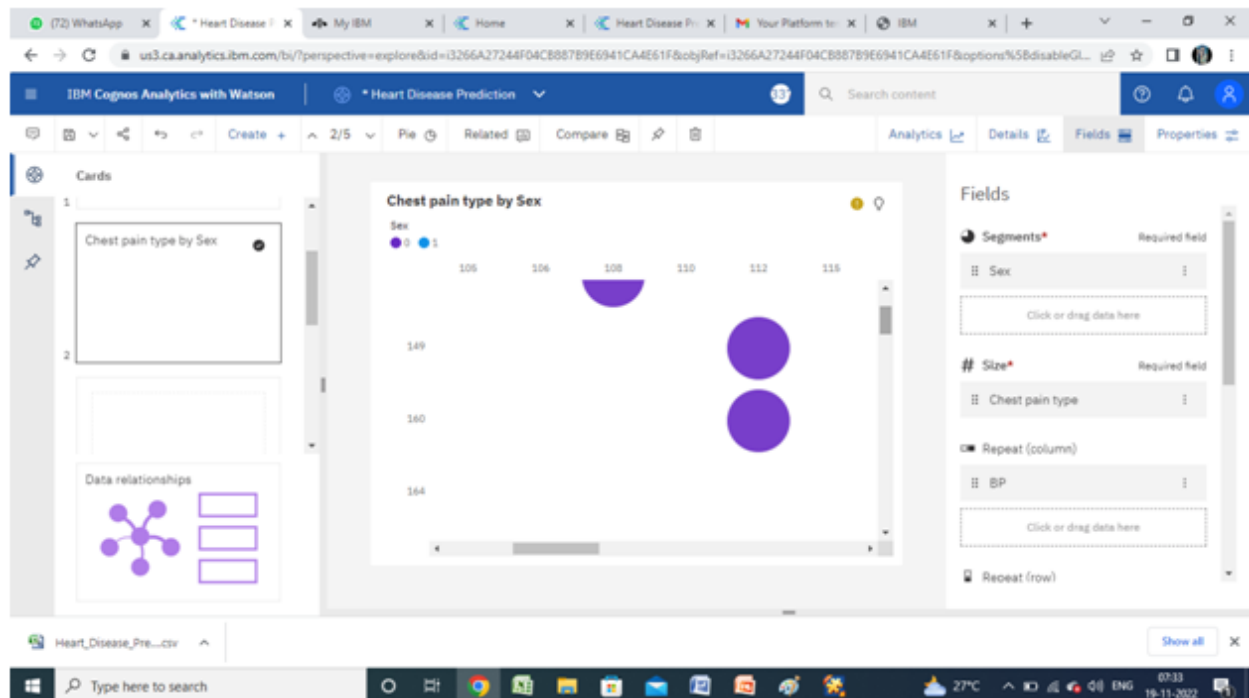 (72) WhatsApp
* Heart Disease P
My IBM
Home
Heart Disease Pr
Your Platform te
IBM
us3.ca.analytics.ibm.com/bi/?perspective=explore&id=i3266A27244F04CB887B9E6941CA4E61F&objRef=i3266A27244F04CB887B9E6941CA4E61F&options%5BdisableGl...
IBM Cognos Analytics with Watson
* Heart Disease Prediction
Search content
Create +
2/5
Pie
Related
Compare
Analytics
Details
Fields
Properties
Cards
1
Chest pain type by Sex
2
Data relationships
Chest pain type by Sex
Sex
0 1
105 106 108 110 112 115
149
160
164
Fields
Segments* Required field
Sex
Click or drag data here
# Size* Required field
Chest pain type
Repeat (column)
BP
Click or drag data here
Repeat (row)
Heart_Disease_Pre....csv
Show all
Type here to search
27°C
ENG
07:33
19-11-2022